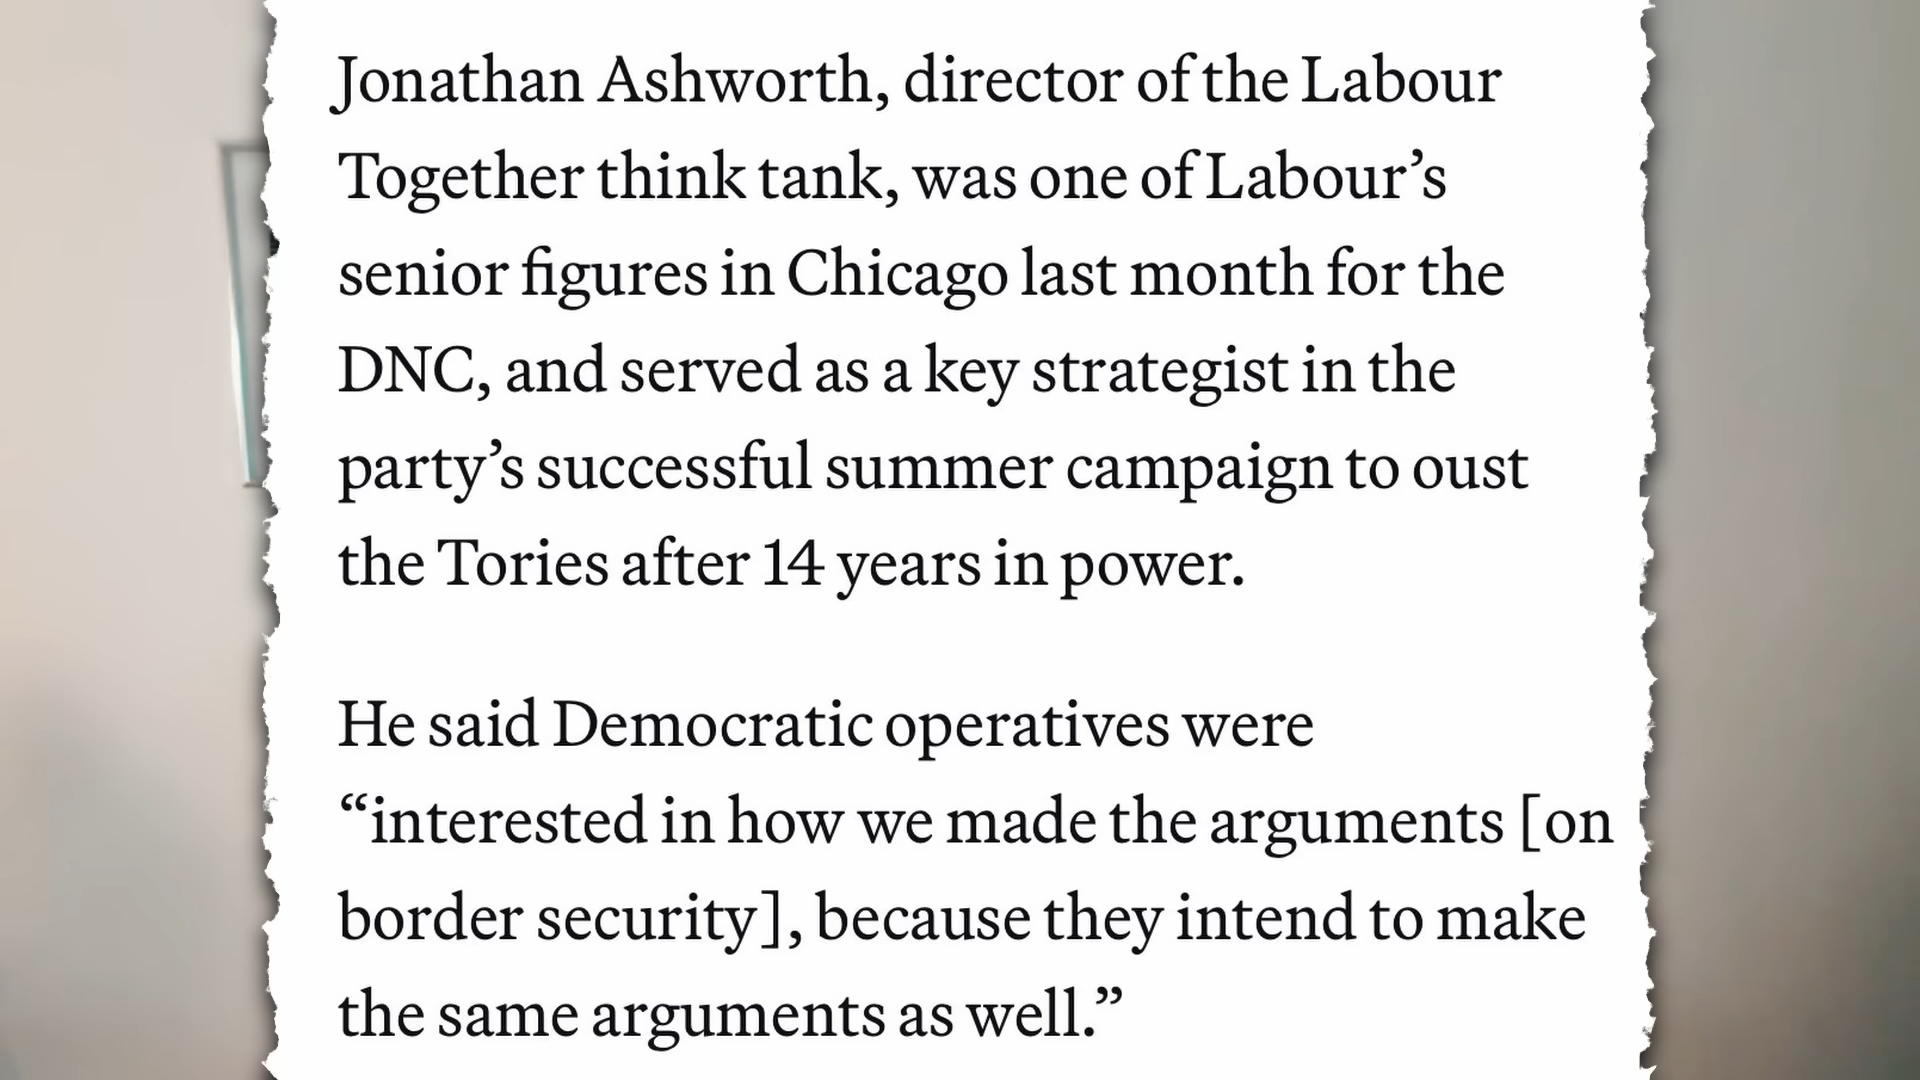 Jonathan Ashworth, director of the Labour
Together think tank, was one of Labour’s
senior figures in Chicago last month for the
DNC, and served as a key strategist in the
party’s successful summer campaign to oust
the Tories after 14 years in power.
He said Democratic operatives were
“interested in how we made the arguments [on
border security], because they intend to make
the same arguments as well.”